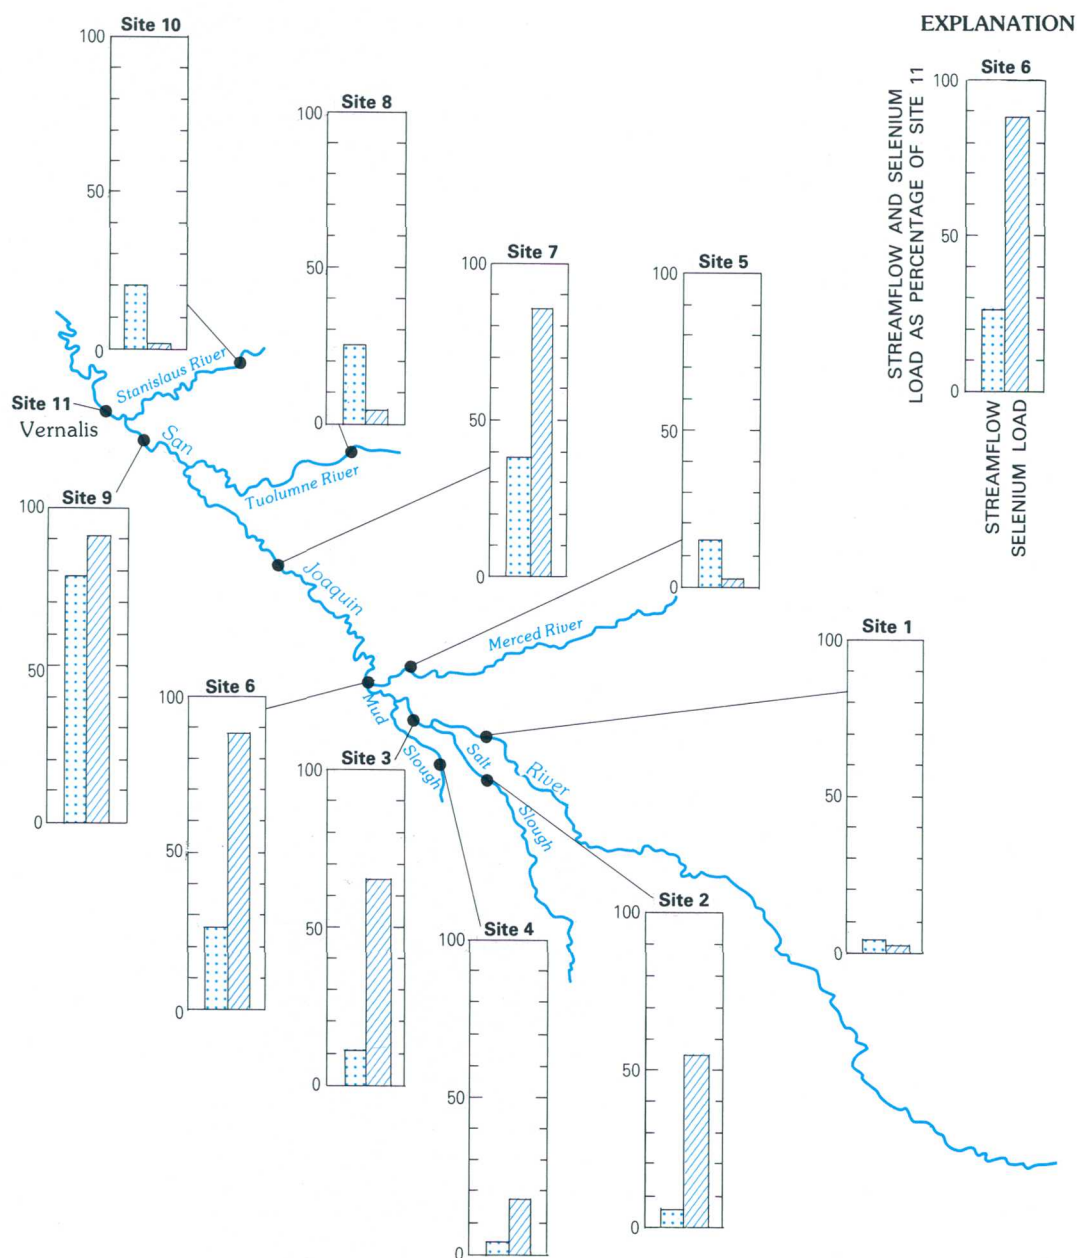 EXPLANATION
Site 6
100
50
0
STREAMFLOW AND SELENIUM
LOAD AS PERCENTAGE OF SITE 11
STREAMFLOW
SELENIUM LOAD
Site 10
100
50
0
Site 8
100
50
0
Site 7
100
50
0
Site 5
100
50
0
Stanislaus River
Site 11
Vernalis
San
Tuolumne River
Site 9
100
50
0
Joaquin
Merced River
Site 1
100
50
0
Site 6
100
50
0
Mud
Slough
Site 3
100
50
0
Salt
Slough
River
Site 2
100
50
0
Site 4
100
50
0